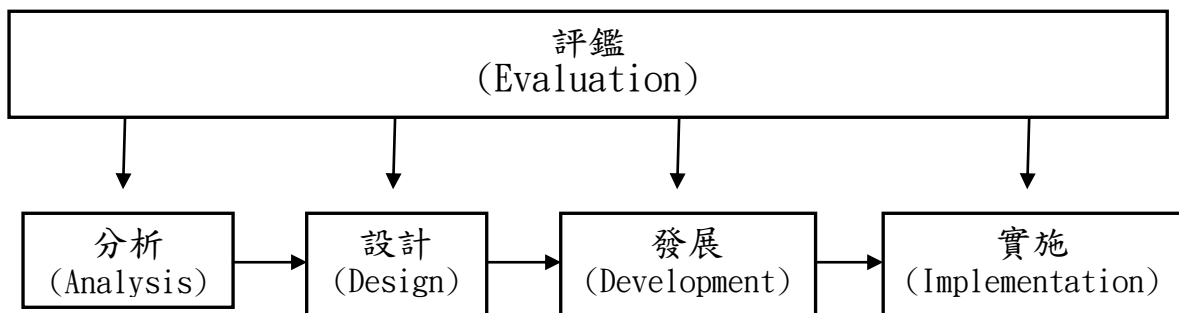 評鑑
(Evaluation)
分析
(Analysis)
設計
(Design)
發展
(Development)
實施
(Implementation)